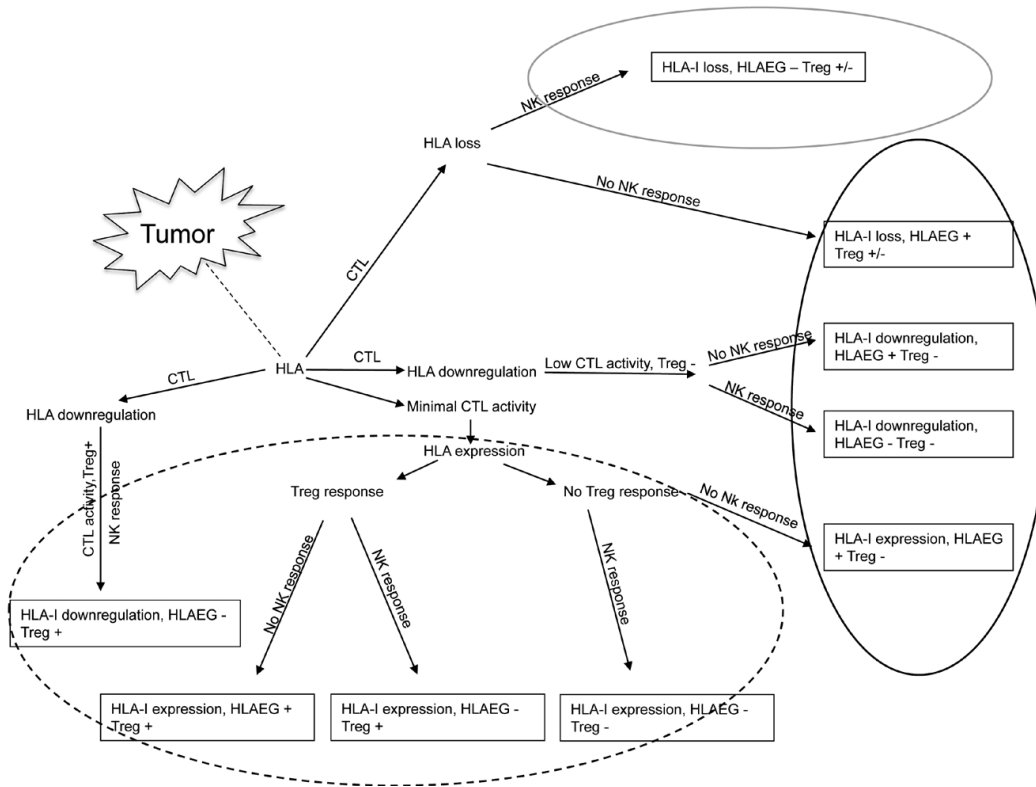 HLA-I loss, HLAEG – Treg +/-
NK response
HLA loss
No NK response
Tumor
HLA-I loss, HLAEG +
Treg +/-
CTL
No NK response
HLA-I downregulation,
HLAEG + Treg -
CTL
HLA
CTL
HLA downregulation
Low CTL activity, Treg -
NK response
HLA downregulation
Minimal CTL activity
HLA-I downregulation,
HLAEG - Treg -
HLA expression
CTL activity,Treg+
NK response
Treg response
No Treg response
No Nk response
HLA-I expression, HLAEG
+ Treg -
No NK response
NK response
NK response
HLA-I downregulation, HLAEG -
Treg +
HLA-I expression, HLAEG +
Treg +
HLA-I expression, HLAEG -
Treg +
HLA-I expression, HLAEG -
Treg -